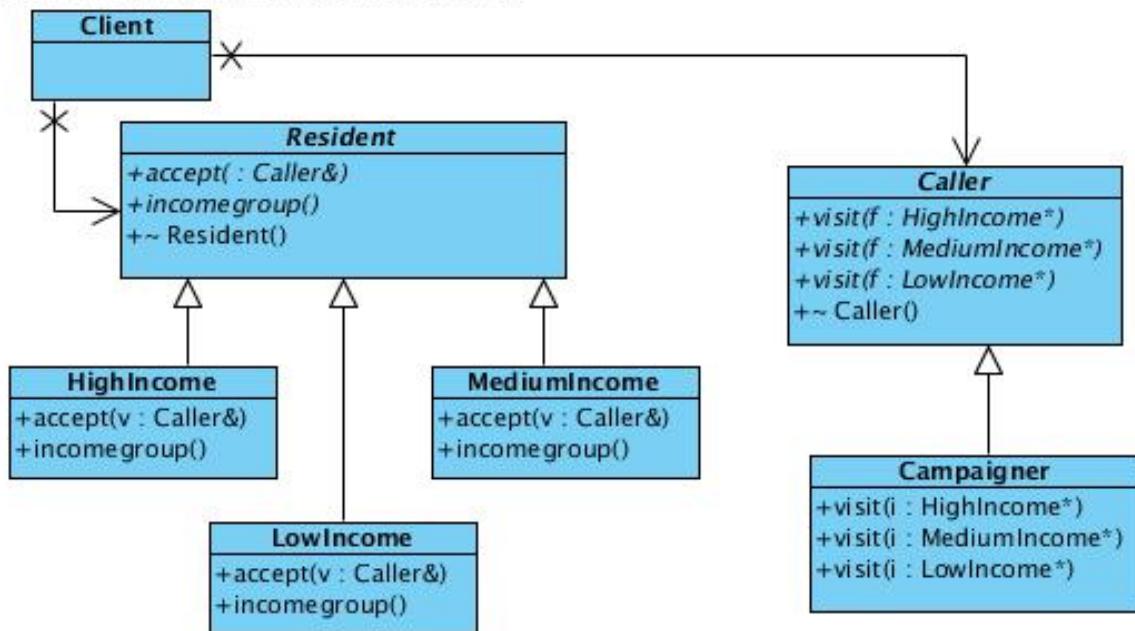 Client
Resident
+accept( : Caller&)
+incomegroup()
+~ Resident()
Caller
+visit(f : HighIncome*)
+visit(f : MediumIncome*)
+visit(f : LowIncome*)
+~ Caller()
HighIncome
+accept(v : Caller&)
+incomegroup()
MediumIncome
+accept(v : Caller&)
+incomegroup()
LowIncome
+accept(v : Caller&)
+incomegroup()
Campaigner
+visit(i : HighIncome*)
+visit(i : MediumIncome*)
+visit(i : LowIncome*)